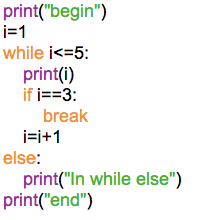 print("begin")
i=1
while i<=5:
    print(i)
    if i==3:
        break
    i=i+1
else:
    print("In while else")
print("end")